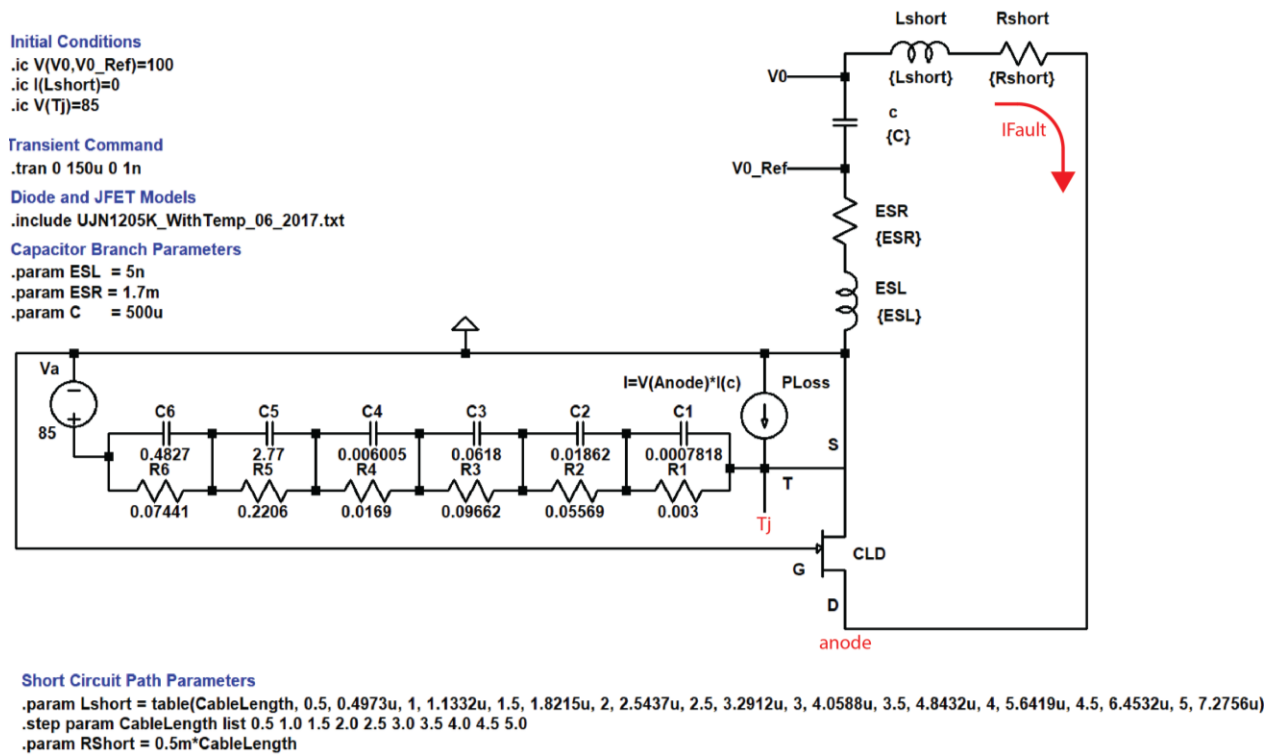 Initial Conditions
.ic V(V0,V0_Ref)=100
.ic I(Lshort)=0
.ic V(Tj)=85
Transient Command
.tran 0 150u 0 1n
Diode and JFET Models
.include UJN1205K_WithTemp_06_2017.txt
Capacitor Branch Parameters
.param ESL = 5n
.param ESR = 1.7m
.param C = 500u
Lshort
Rshort
{Lshort}
{Rshort}
V0
c
{C}
IFault
V0_Ref
ESR
{ESR}
ESL
{ESL}
Va
85
I=V(Anode)*I(c)
PLoss
C6
C5
C4
C3
C2
C1
0.4827
2.77
0.006005
0.0618
0.01862
0.0007818
R6
R5
R4
R3
R2
R1
0.07441
0.2206
0.0169
0.09662
0.05569
0.003
S
T
Tj
G
CLD
D
anode
Short Circuit Path Parameters
.param Lshort = table(CableLength, 0.5, 0.4973u, 1, 1.1332u, 1.5, 1.8215u, 2, 2.5437u, 2.5, 3.2912u, 3, 4.0588u, 3.5, 4.8432u, 4, 5.6419u, 4.5, 6.4532u, 5, 7.2756u)
.step param CableLength list 0.5 1.0 1.5 2.0 2.5 3.0 3.5 4.0 4.5 5.0
.param RShort = 0.5m*CableLength